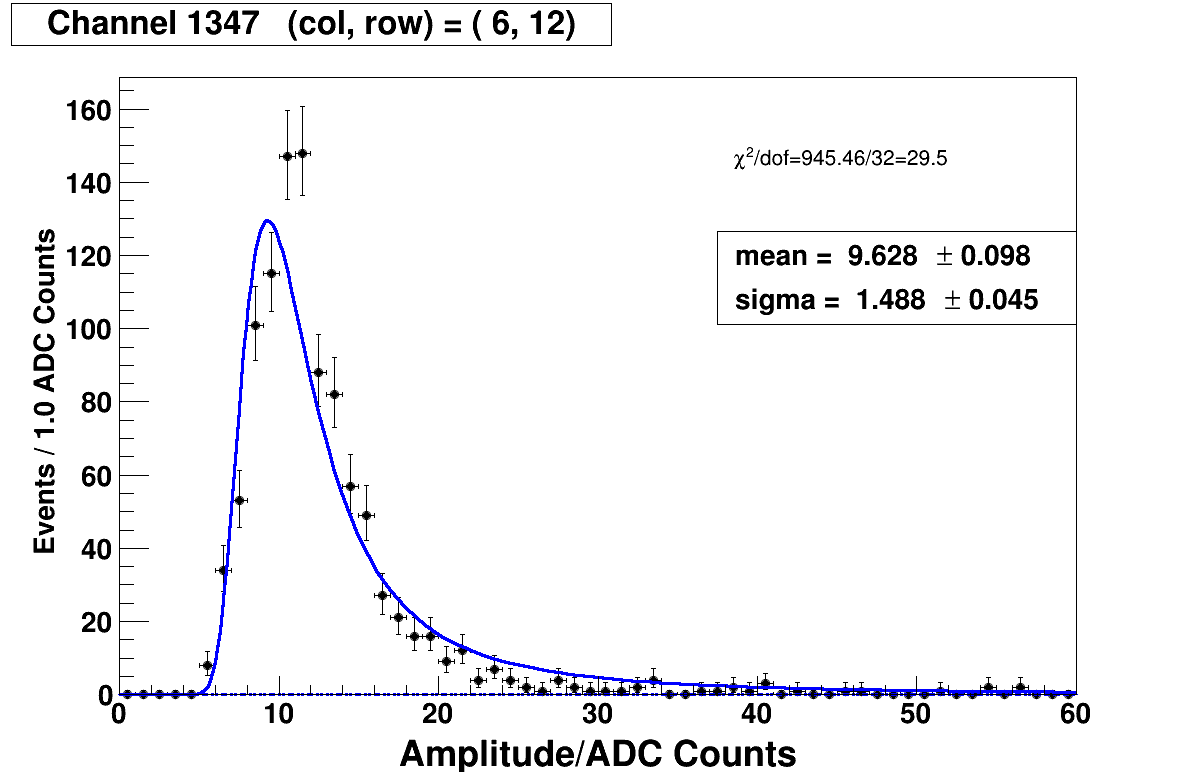 Channel 1347 (col, row) = ( 6, 12)
χ²/dof=945.46/32=29.5
mean = 9.628 ± 0.098
sigma = 1.488 ± 0.045
Events / 1.0 ADC Counts
160
140
120
100
80
60
40
20
0
0 10 20 30 40 50 60
Amplitude/ADC Counts